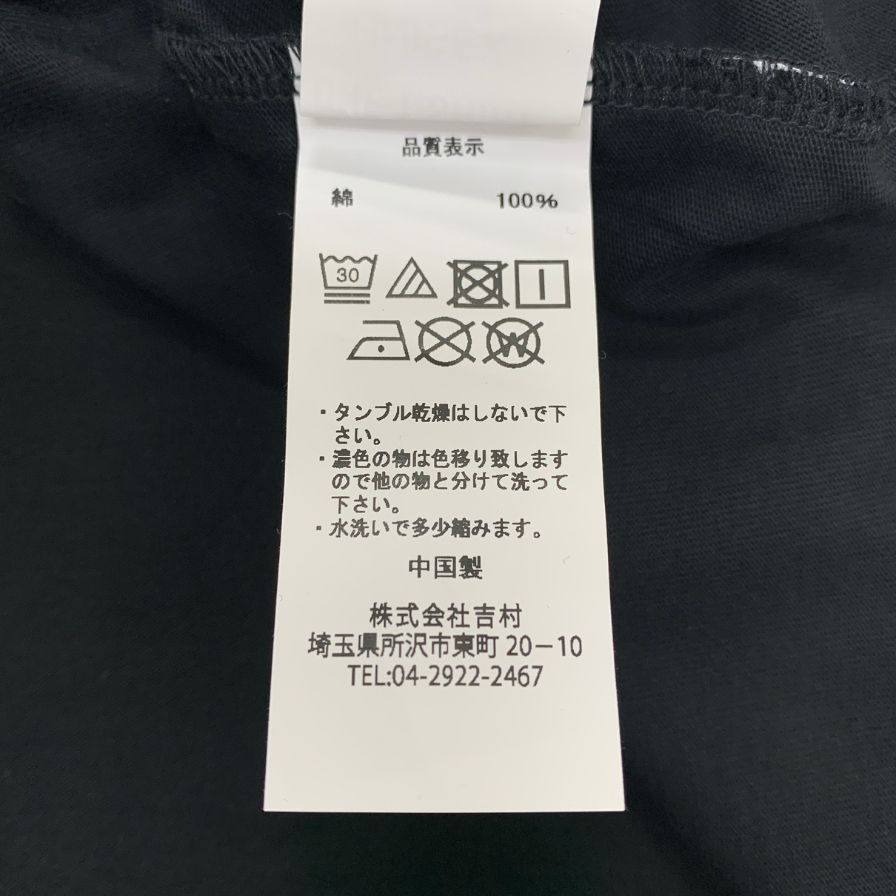 品質表示
綿 100%
30
W
・タンブル乾燥はしないで下
さい。
・濃色の物は色移り致します
ので他の物と分けて洗って
下さい。
・水洗いで多少縮みます。
中国製
株式会社吉村
埼玉県所沢市東町20−10
TEL:04-2922-2467